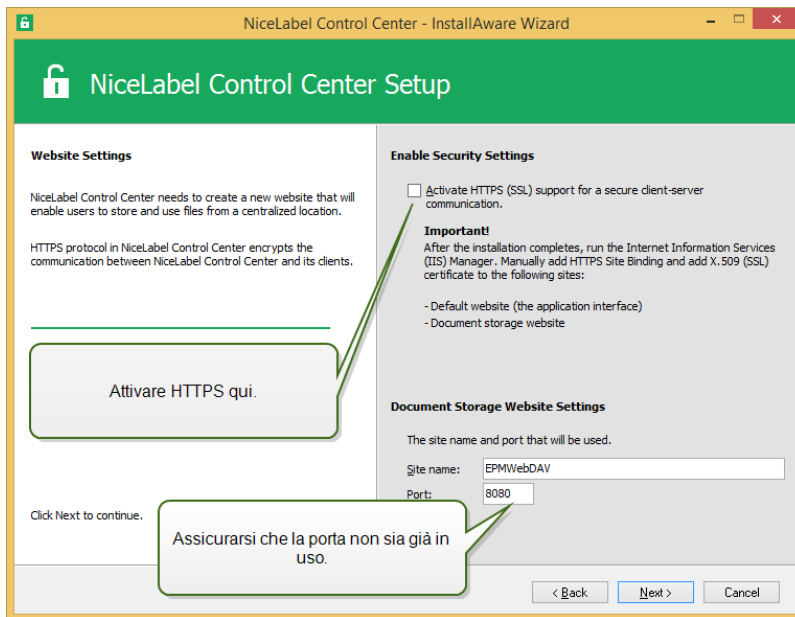 NiceLabel Control Center - InstallAware Wizard
NiceLabel Control Center Setup
Website Settings
NiceLabel Control Center needs to create a new website that will
enable users to store and use files from a centralized location.
HTTPS protocol in NiceLabel Control Center encrypts the
communication between NiceLabel Control Center and its clients.
Attivare HTTPS qui.
Click Next to continue.
Enable Security Settings
Activate HTTPS (SSL) support for a secure client-server
communication.
Important!
After the installation completes, run the Internet Information Services
(IIS) Manager. Manually add HTTPS Site Binding and add X.509 (SSL)
certificate to the following sites:
- Default website (the application interface)
- Document storage website
Document Storage Website Settings
The site name and port that will be used.
Site name: EPMWebDAV
Port: 8080
Assicurarsi che la porta non sia già in
uso.
< Back Next > Cancel